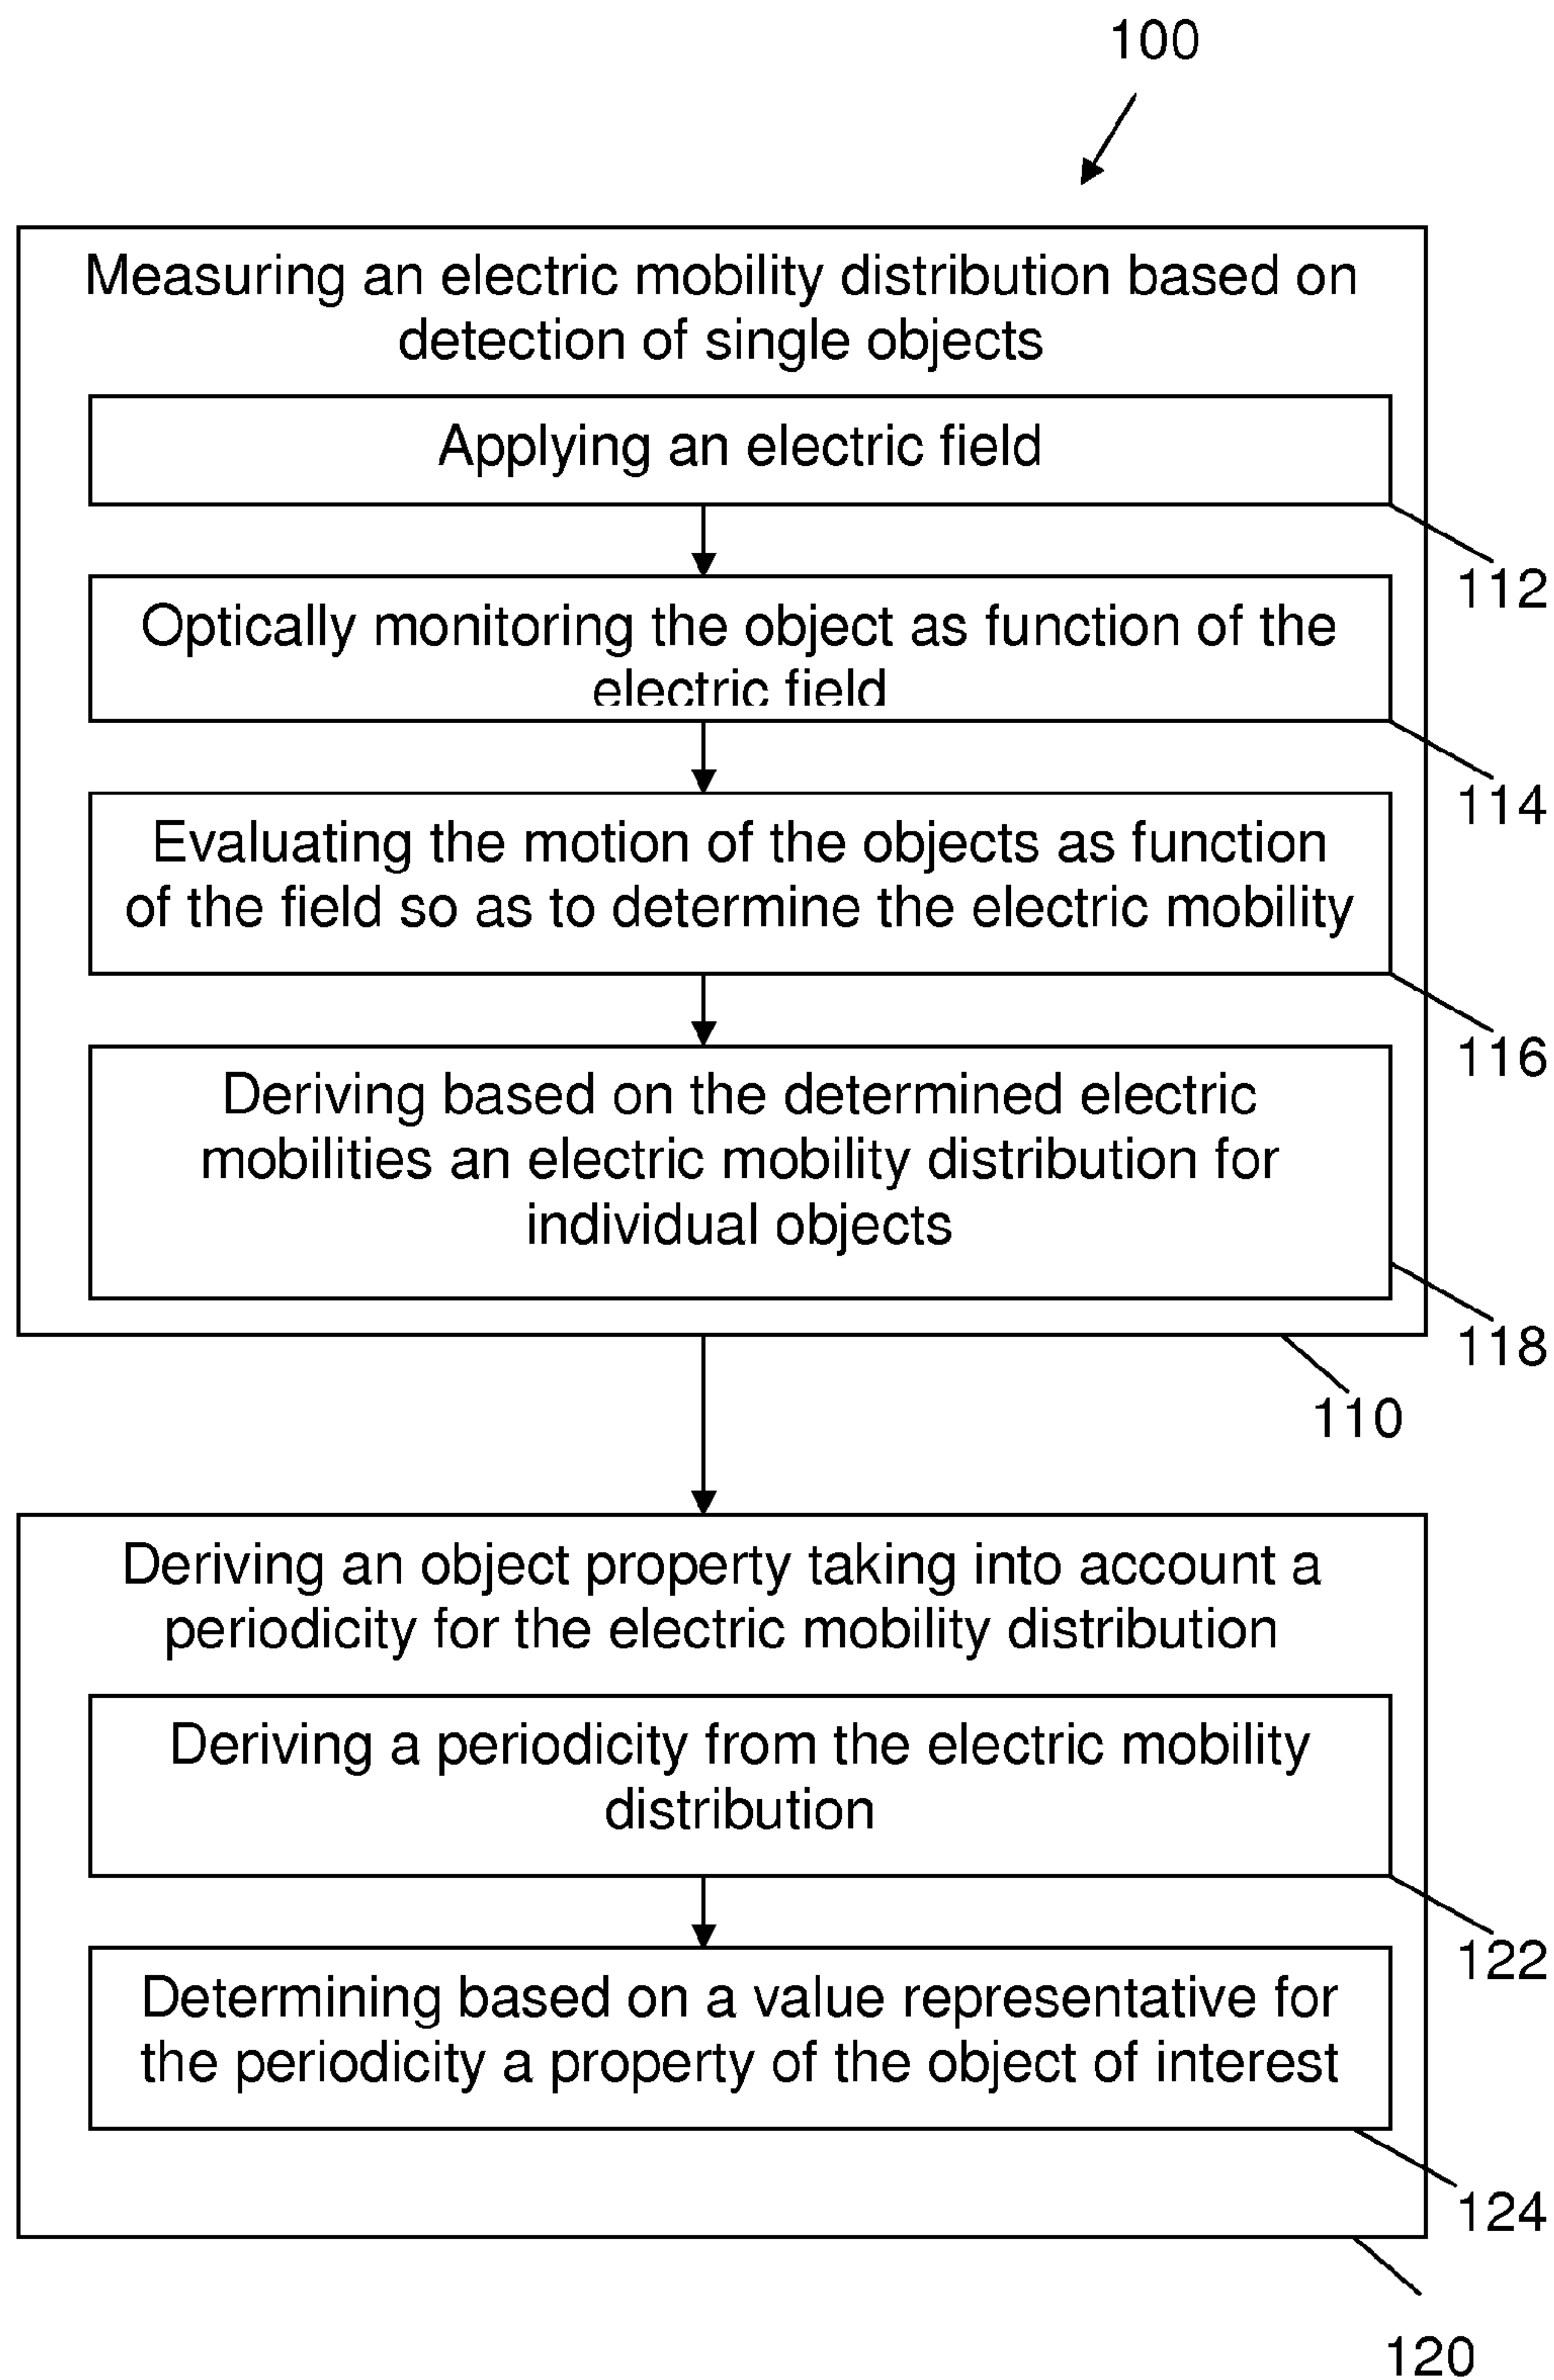 100
Measuring an electric mobility distribution based on
detection of single objects
Applying an electric field
112
Optically monitoring the object as function of the
electric field
114
Evaluating the motion of the objects as function
of the field so as to determine the electric mobility
116
Deriving based on the determined electric
mobilities an electric mobility distribution for
individual objects
118
110
Deriving an object property taking into account a
periodicity for the electric mobility distribution
Deriving a periodicity from the electric mobility
distribution
122
Determining based on a value representative for
the periodicity a property of the object of interest
124
120